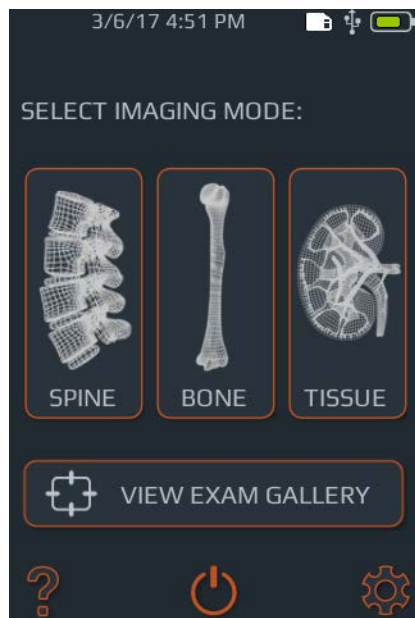 3/6/17 4:51 PM
SELECT IMAGING MODE:
SPINE BONE TISSUE
VIEW EXAM GALLERY
?